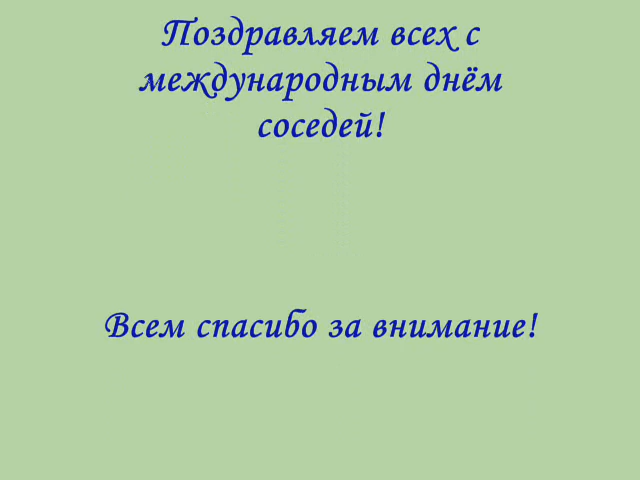 Поздравляем всех с
международным днём
соседей!
Всем спасибо за внимание!